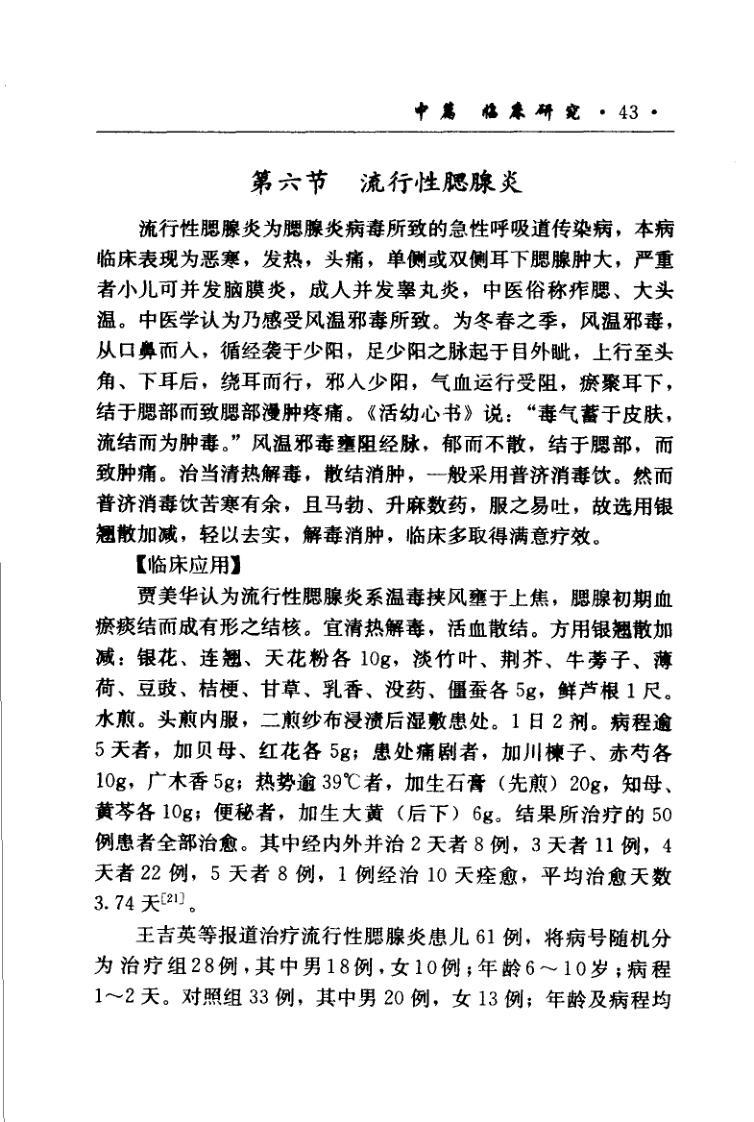 中篇 临床研究 · 43 ·
第六节 流行性腮腺炎
流行性腮腺炎为腮腺炎病毒所致的急性呼吸道传染病，本病
临床表现为恶寒，发热，头痛，单侧或双侧耳下腮腺肿大，严重
者小儿可并发脑膜炎，成人并发睾丸炎，中医俗称痄腮、大头
温。中医学认为乃感受风温邪毒所致。为冬春之季，风温邪毒，
从口鼻而人，循经袭于少阳，足少阳之脉起于目外眦，上行至头
角、下耳后，绕耳而行，邪人少阳，气血运行受阻，瘀聚耳下，
结于腮部而致腮部漫肿疼痛。《活幼心书》说：“毒气蓄于皮肤，
流结而为肿毒。”风温邪毒壅阻经脉，郁而不散，结于腮部，而
致肿痛。治当清热解毒，散结消肿，一般采用普济消毒饮。然而
普济消毒饮苦寒有余，且马勃、升麻数药，服之易吐，故选用银
翘散加减，轻以去实，解毒消肿，临床多取得满意疗效。
【临床应用】
贾美华认为流行性腮腺炎系温毒挟风壅于上焦，腮腺初期血
瘀痰结而成有形之结核。宜清热解毒，活血散结。方用银翘散加
减：银花、连翘、天花粉各 10g，淡竹叶、荆芥、牛蒡子、薄
荷、豆豉、桔梗、甘草、乳香、没药、僵蚕各 5g，鲜芦根 1 尺。
水煎。头煎内服，二煎纱布浸渍后湿敷患处。1 日 2 剂。病程逾
5 天者，加贝母、红花各 5g；患处痛剧者，加川楝子、赤芍各
10g，广木香 5g；热势逾 39℃者，加生石膏（先煎）20g，知母、
黄芩各 10g；便秘者，加生大黄（后下）6g。结果所治疗的 50
例患者全部治愈。其中经内外并治 2 天者 8 例，3 天者 11 例，4
天者 22 例，5 天者 8 例，1 例经治 10 天痊愈，平均治愈天数
3.74 天[21]。
王吉英等报道治疗流行性腮腺炎患儿 61 例，将病号随机分
为治疗组28例，其中男18例，女10例；年龄6～10岁；病程
1～2 天。对照组 33 例，其中男 20 例，女 13 例；年龄及病程均